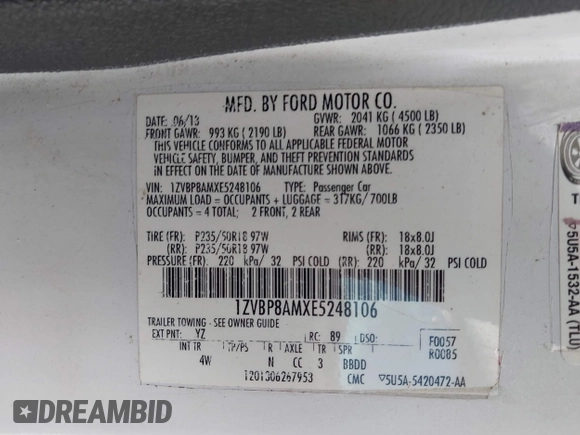 MFD. BY FORD MOTOR CO.
DATE: 06/13 GVWR: 2041 KG ( 4500 LB)
FRONT GAWR: 993 KG ( 2190 LB) REAR GAWR: 1066 KG ( 2350 LB)
THIS VEHICLE CONFORMS TO ALL APPLICABLE FEDERAL MOTOR
VEHICLE SAFETY, BUMPER, AND THEFT PREVENTION STANDARDS
IN EFFECT ON THE DATE OF MANUFACTURE SHOWN ABOVE.
VIN: 1ZVBP8AMXE5248106 TYPE: Passenger Car
MAXIMUM LOAD = OCCUPANTS + LUGGAGE = 317KG/700LB
OCCUPANTS = 4 TOTAL: 2 FRONT, 2 REAR
TIRE (FR): P235/50R18 97W RIMS (FR): 18x8.0J
(RR): P235/50R18 97W (RR): 18x8.0J
PRESSURE (FR): 220 kPa/ 32 PSI COLD (RR): 220 kPa/ 32 PSI COLD
1ZVBP8AMXE5248106
TRAILER TOWING - SEE OWNER GUIDE
EXT PNT: YZ RC: 89 DSO: F0057
R0085
INT TR TP/PS R AXLE TR SPR
4W N CC 3 BBDD
1201306267953 CMC ▽5U5A-5420472-AA
▽5U5A-1532-AA (TLU)
DREAMBID